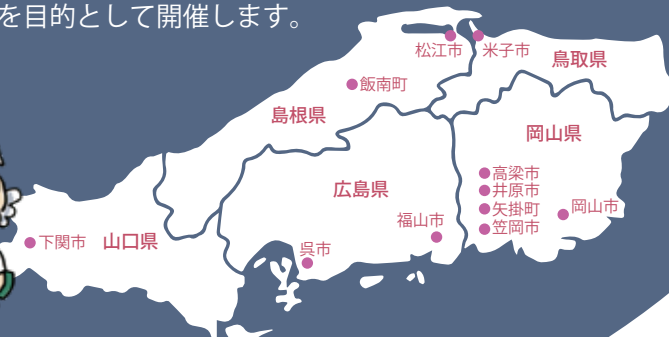 を目的として開催します。
松江市
米子市
鳥取県
飯南町
島根県
岡山県
高梁市
井原市
矢掛町
笠岡市
岡山市
広島県
福山市
呉市
下関市
山口県